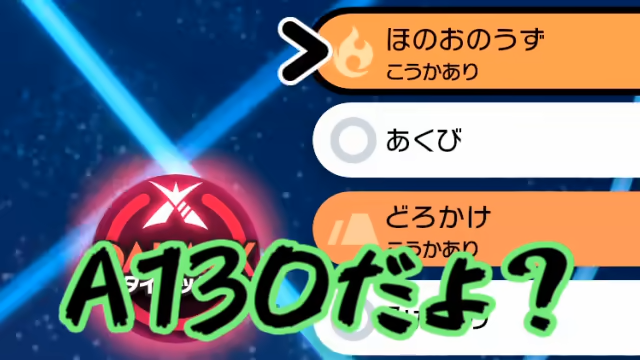 ほのおのうず
こうかあり
あくび
どろかけ
こうかあり
A130だよ？